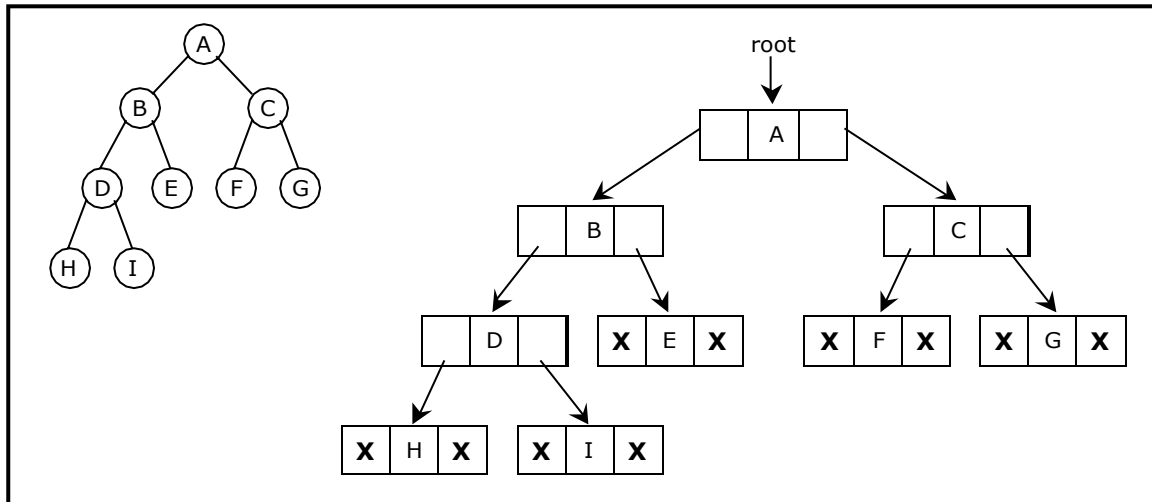 A
B C
D E F G
H I
root
A
B C
D X E X X F X X G X
X H X X I X